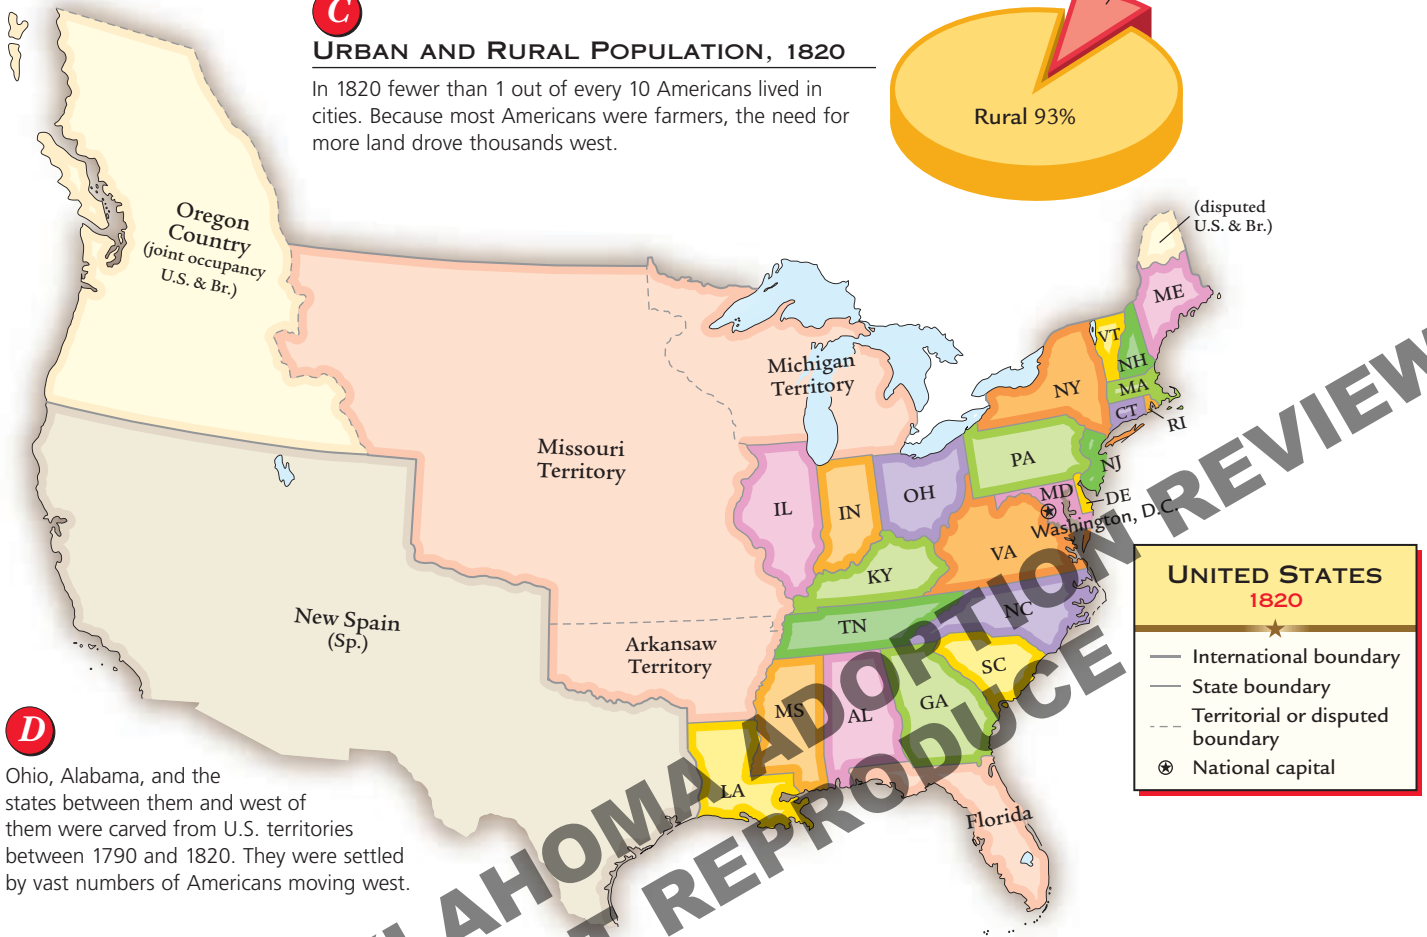 C
URBAN AND RURAL POPULATION, 1820
In 1820 fewer than 1 out of every 10 Americans lived in
cities. Because most Americans were farmers, the need for
more land drove thousands west.
Rural 93%
(disputed
U.S. & Br.)
Oregon
Country
(joint occupancy
U.S. & Br.)
ME
VT
NH
Michigan
Territory
NY
MA
CT
RI
Missouri
Territory
PA
NJ
IL
IN
OH
MD
DE
Washington, D.C.
VA
KY
New Spain
(Sp.)
NC
TN
Arkansaw
Territory
SC
MS
AL
GA
LA
Florida
UNITED STATES
1820
International boundary
State boundary
Territorial or disputed
boundary
National capital
D
Ohio, Alabama, and the
states between them and west of
them were carved from U.S. territories
between 1790 and 1820. They were settled
by vast numbers of Americans moving west.
LAHOMA ADOPTION REVIEW
REPRODUCE